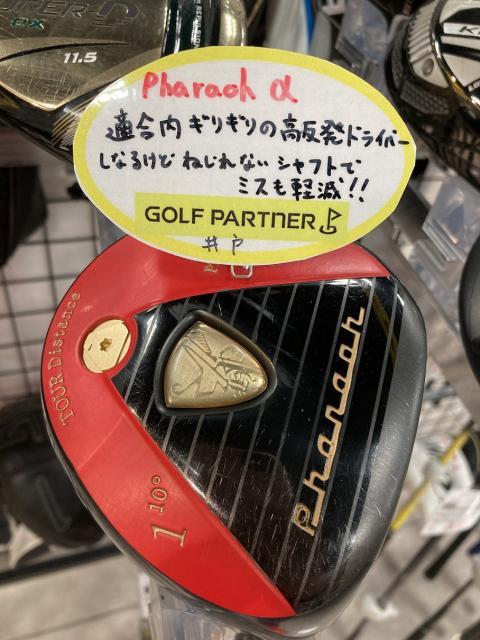 11.5
Pharaoh α
適合内ギリギリの高反発ドライバー
しなるけどねじれないシャフトで
ミスも軽減!!
GOLF PARTNER
井戸
TOUR Distance
Pharaoh
1 10°